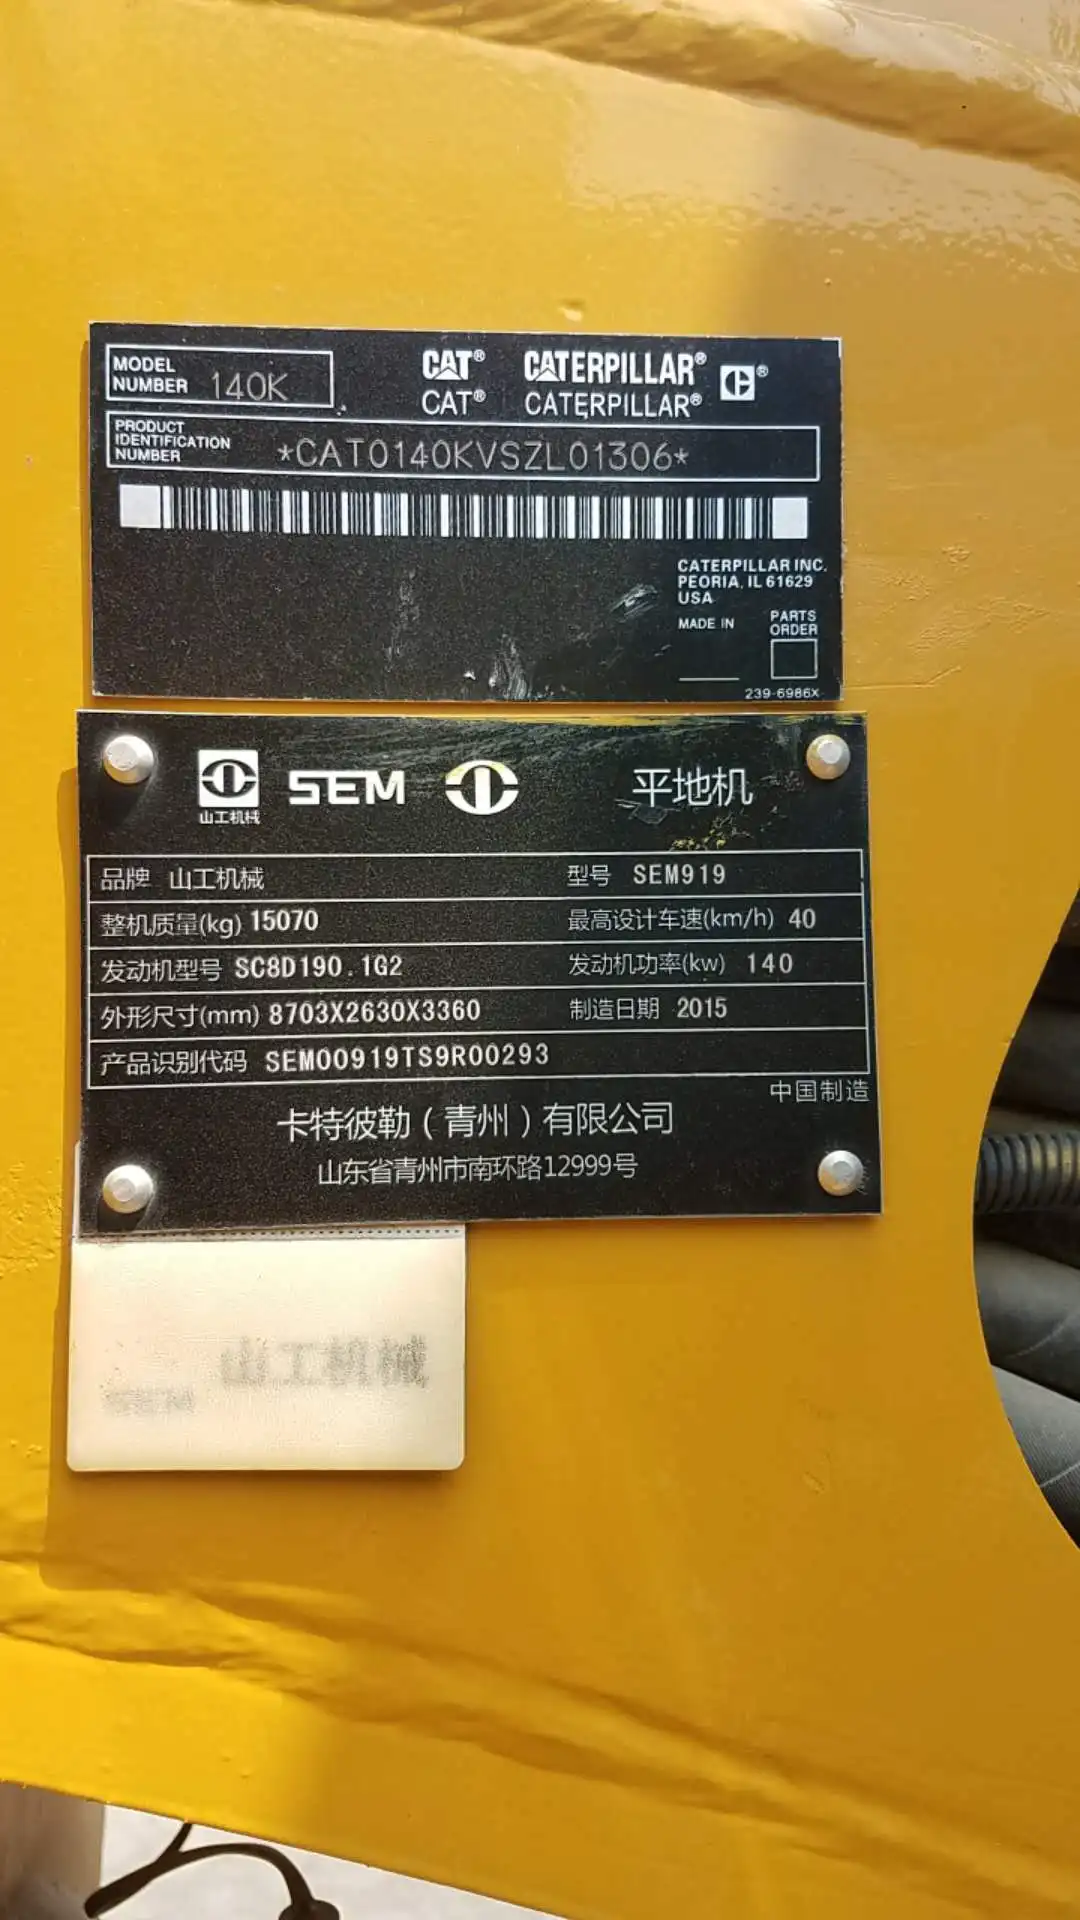 MODEL NUMBER 140K
CAT® CATERPILLAR®
CAT® CATERPILLAR®
PRODUCT IDENTIFICATION NUMBER *CAT0140KVSZL01306*
CATERPILLAR INC.
PEORIA, IL 61629
USA
MADE IN
PARTS ORDER
239-6986X
山工机械
SEM
平地机
品牌 山工机械 型号 SEM919
整机质量(kg) 15070 最高设计车速(km/h) 40
发动机型号 SC8D190.1G2 发动机功率(kw) 140
外形尺寸(mm) 8703X2630X3360 制造日期 2015
产品识别代码 SEM00919TS9R00293
中国制造
卡特彼勒（青州）有限公司
山东省青州市南环路12999号
山工机械
SEM